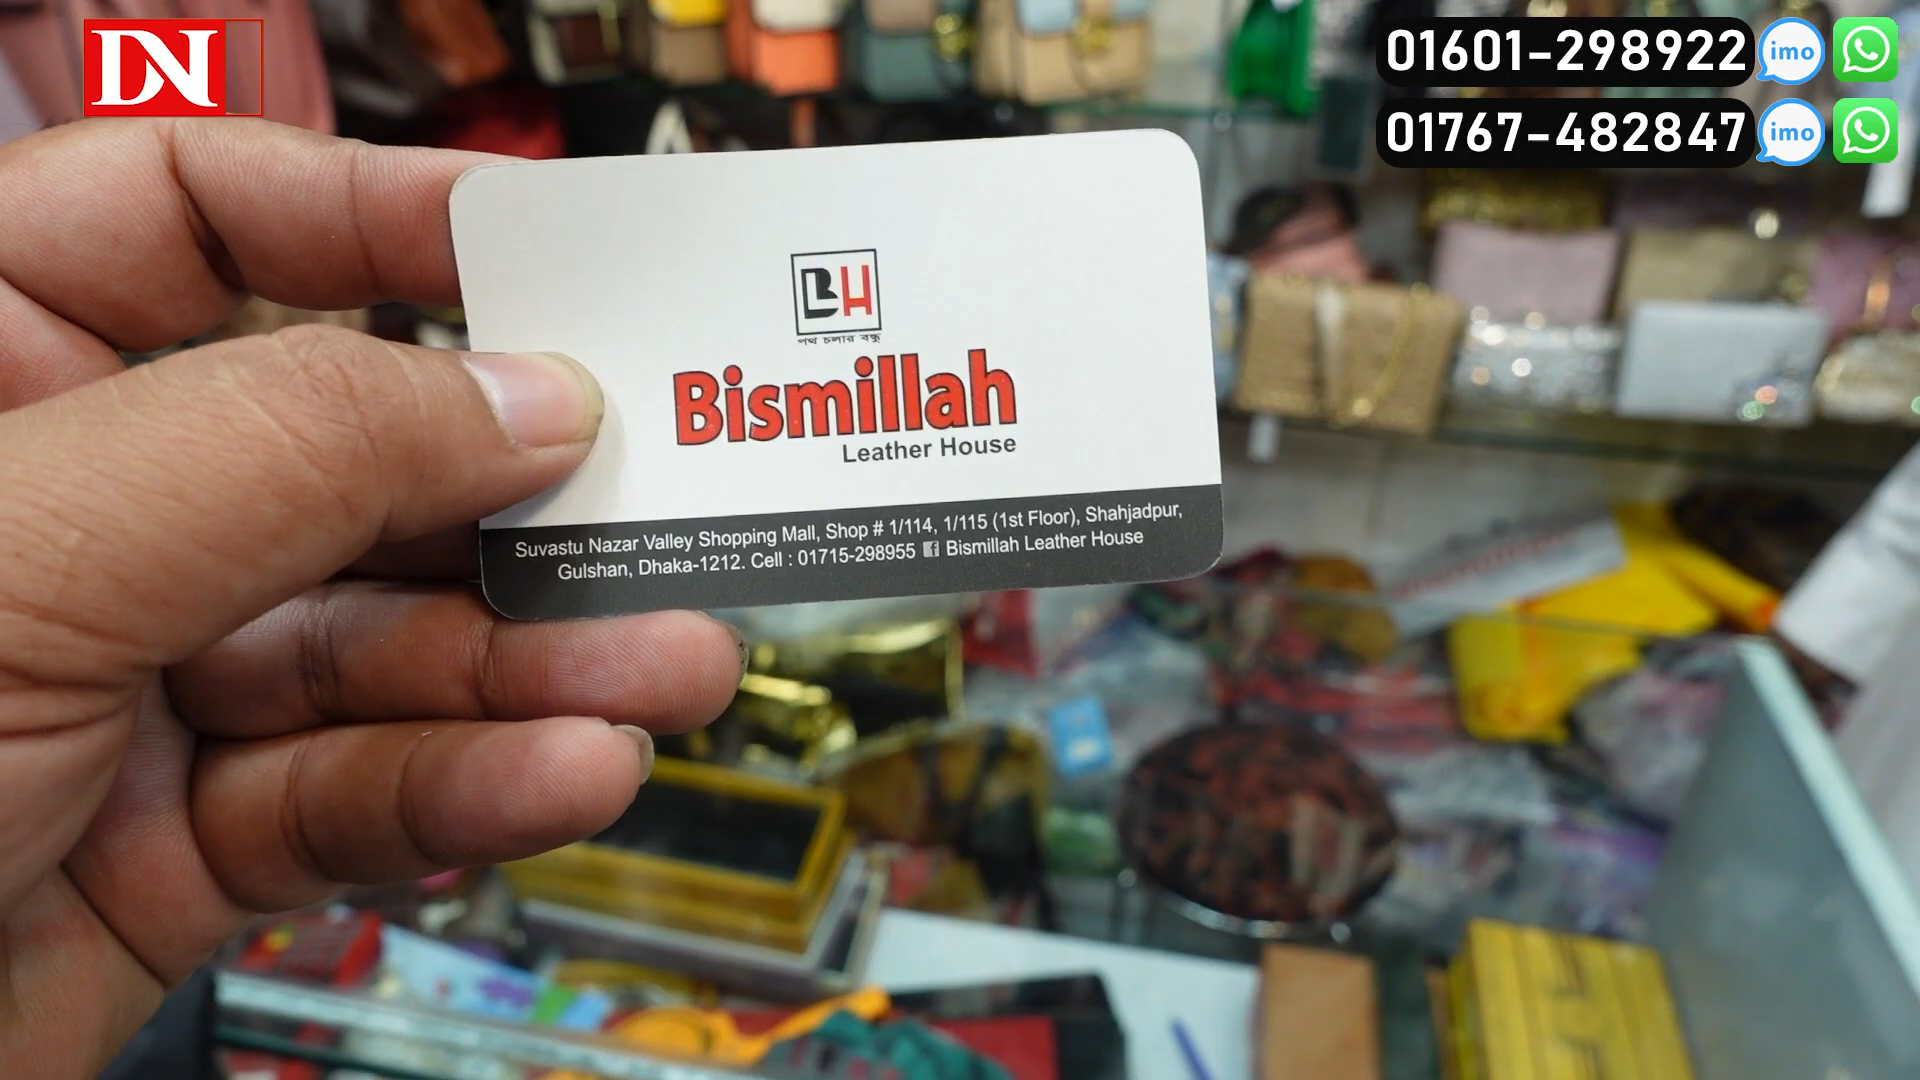 DN
01601-298922 imo
01767-482847 imo
BH
পথ চলার বন্ধু
Bismillah
Leather House
Suvastu Nazar Valley Shopping Mall, Shop # 1/114, 1/115 (1st Floor), Shahjadpur,
Gulshan, Dhaka-1212. Cell : 01715-298955 f Bismillah Leather House